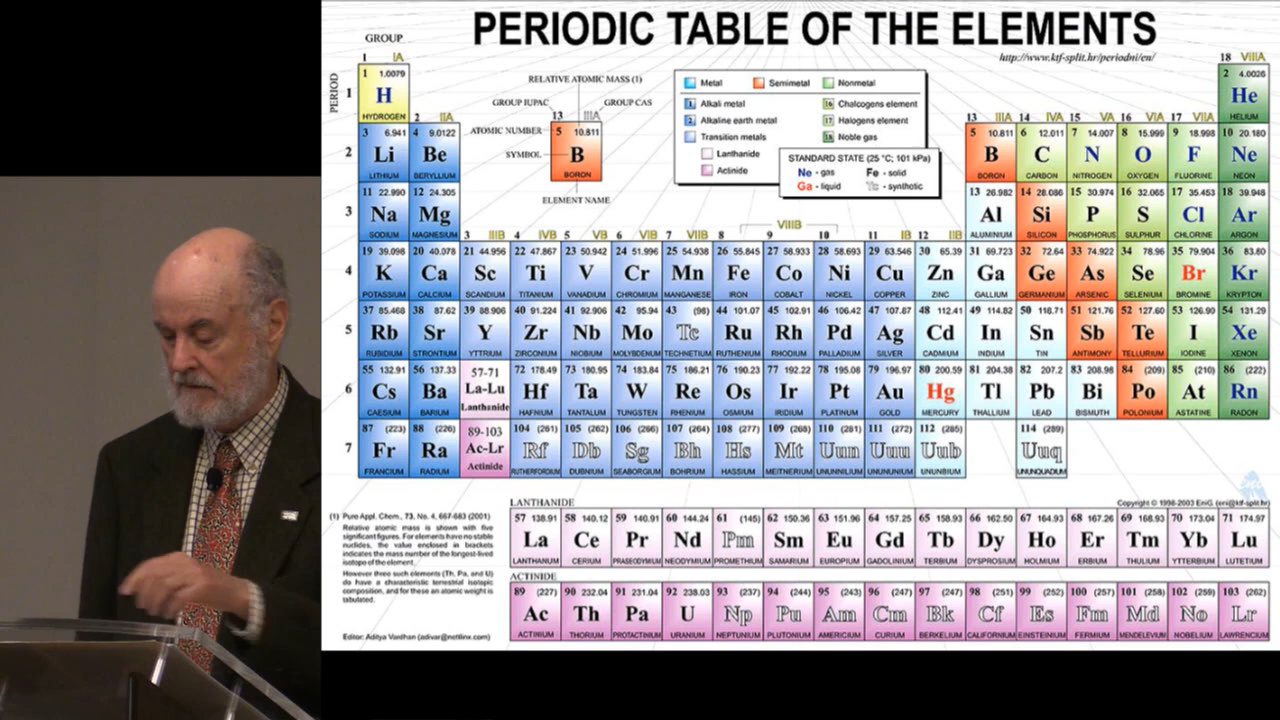 PERIODIC TABLE OF THE ELEMENTS
http://www.ktf-split.hr/periodni/en/
GROUP
PERIOD
1 IA
18 VIIIA
1 1.0079
H
HYDROGEN
2 4.0026
He
HELIUM
RELATIVE ATOMIC MASS (1)
GROUP IUPAC
GROUP CAS
13 IIIA
ATOMIC NUMBER
5 10.811
SYMBOL
B
BORON
ELEMENT NAME
Metal Semimetal Nonmetal
1 Alkali metal
16 Chalcogens element
2 Alkaline earth metal
17 Halogens element
Transition metals
18 Noble gas
Lanthanide
Actinide
STANDARD STATE (25 °C; 101 kPa)
Ne - gas Fe - solid
Ga - liquid Tc - synthetic
2 IIA
13 IIIA 14 IVA 15 VA 16 VIA 17 VIIA
1
2
3
4
5
6
7
3 6.941 4 9.0122 5 10.811 6 12.011 7 14.007 8 15.999 9 18.998 10 20.180
Li Be B C N O F Ne
LITHIUM BERYLLIUM BORON CARBON NITROGEN OXYGEN FLUORINE NEON
11 22.990 12 24.305 13 26.982 14 28.086 15 30.974 16 32.065 17 35.453 18 39.948
Na Mg Al Si P S Cl Ar
SODIUM MAGNESIUM ALUMINIUM SILICON PHOSPHORUS SULPHUR CHLORINE ARGON
3 IIIB 4 IVB 5 VB 6 VIB 7 VIIB 8 9 VIIIB 10 11 IB 12 IIB
19 39.098 20 40.078 21 44.956 22 47.867 23 50.942 24 51.996 25 54.938 26 55.845 27 58.933 28 58.693 29 63.546 30 65.39 31 69.723 32 72.64 33 74.922 34 78.96 35 79.904 36 83.80
K Ca Sc Ti V Cr Mn Fe Co Ni Cu Zn Ga Ge As Se Br Kr
POTASSIUM CALCIUM SCANDIUM TITANIUM VANADIUM CHROMIUM MANGANESE IRON COBALT NICKEL COPPER ZINC GALLIUM GERMANIUM ARSENIC SELENIUM BROMINE KRYPTON
37 85.468 38 87.62 39 88.906 40 91.224 41 92.906 42 95.94 43 (98) 44 101.07 45 102.91 46 106.42 47 107.87 48 112.41 49 114.82 50 118.71 51 121.76 52 127.60 53 126.90 54 131.29
Rb Sr Y Zr Nb Mo Tc Ru Rh Pd Ag Cd In Sn Sb Te I Xe
RUBIDIUM STRONTIUM YTTRIUM ZIRCONIUM NIOBIUM MOLYBDENUM TECHNETIUM RUTHENIUM RHODIUM PALLADIUM SILVER CADMIUM INDIUM TIN ANTIMONY TELLURIUM IODINE XENON
55 132.91 56 137.33 57-71 72 178.49 73 180.95 74 183.84 75 186.21 76 190.23 77 192.22 78 195.08 79 196.97 80 200.59 81 204.38 82 207.2 83 208.98 84 (209) 85 (210) 86 (222)
Cs Ba La-Lu Hf Ta W Re Os Ir Pt Au Hg Tl Pb Bi Po At Rn
CAESIUM BARIUM Lanthanide HAFNIUM TANTALUM TUNGSTEN RHENIUM OSMIUM IRIDIUM PLATINUM GOLD MERCURY THALLIUM LEAD BISMUTH POLONIUM ASTATINE RADON
87 (223) 88 (226) 89-103 104 (261) 105 (262) 106 (266) 107 (264) 108 (277) 109 (268) 110 (281) 111 (272) 112 (285) 114 (289)
Fr Ra Ac-Lr Rf Db Sg Bh Hs Mt Uun Uuu Uub Uuq
FRANCIUM RADIUM Actinide RUTHERFORDIUM DUBNIUM SEABORGIUM BOHRIUM HASSIUM MEITNERIUM UNUNNILIUM UNUNUNIUM UNUNBIUM UNUNQUADIUM
LANTHANIDE
Copyright © 1998-2003 EniG. (eni@ktf-split.hr)
57 138.91 58 140.12 59 140.91 60 144.24 61 (145) 62 150.36 63 151.96 64 157.25 65 158.93 66 162.50 67 164.93 68 167.26 69 168.93 70 173.04 71 174.97
La Ce Pr Nd Pm Sm Eu Gd Tb Dy Ho Er Tm Yb Lu
LANTHANUM CERIUM PRASEODYMIUM NEODYMIUM PROMETHIUM SAMARIUM EUROPIUM GADOLINIUM TERBIUM DYSPROSIUM HOLMIUM ERBIUM THULIUM YTTERBIUM LUTETIUM
ACTINIDE
89 (227) 90 232.04 91 231.04 92 238.03 93 (237) 94 (244) 95 (243) 96 (247) 97 (247) 98 (251) 99 (252) 100 (257) 101 (258) 102 (259) 103 (262)
Ac Th Pa U Np Pu Am Cm Bk Cf Es Fm Md No Lr
ACTINIUM THORIUM PROTACTINIUM URANIUM NEPTUNIUM PLUTONIUM AMERICIUM CURIUM BERKELIUM CALIFORNIUM EINSTEINIUM FERMIUM MENDELEVIUM NOBELIUM LAWRENCIUM
(1) Pure Appl. Chem., 73, No. 4, 667-683 (2001)
Relative atomic mass is shown with five
significant figures. For elements have no stable
nuclides, the value enclosed in brackets
indicates the mass number of the longest-lived
isotope of the element.
However three such elements (Th, Pa, and U)
do have a characteristic terrestrial isotopic
composition, and for these an atomic weight is
tabulated.
Editor: Aditya Vardhan (adivar@nettlinx.com)